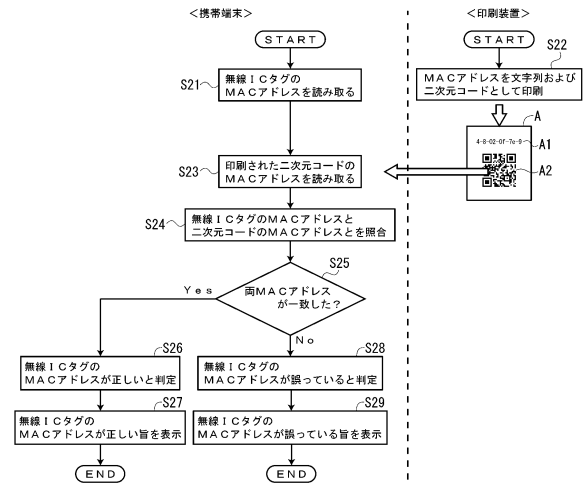 ＜携帯端末＞
＜印刷装置＞
ＳＴＡＲＴ
ＳＴＡＲＴ
S22
S21
無線ＩＣタグの
ＭＡＣアドレスを読み取る
ＭＡＣアドレスを文字列および
二次元コードとして印刷
A
4-8-02-0f-7e-9
A1
A2
S23
印刷された二次元コードの
ＭＡＣアドレスを読み取る
S24
無線ＩＣタグのＭＡＣアドレスと
二次元コードのＭＡＣアドレスとを照合
S25
両ＭＡＣアドレス
が一致した？
Ｙｅｓ
Ｎｏ
S26
無線ＩＣタグの
ＭＡＣアドレスが正しいと判定
S28
無線ＩＣタグの
ＭＡＣアドレスが誤っていると判定
S27
無線ＩＣタグの
ＭＡＣアドレスが正しい旨を表示
S29
無線ＩＣタグの
ＭＡＣアドレスが誤っている旨を表示
ＥＮＤ
ＥＮＤ